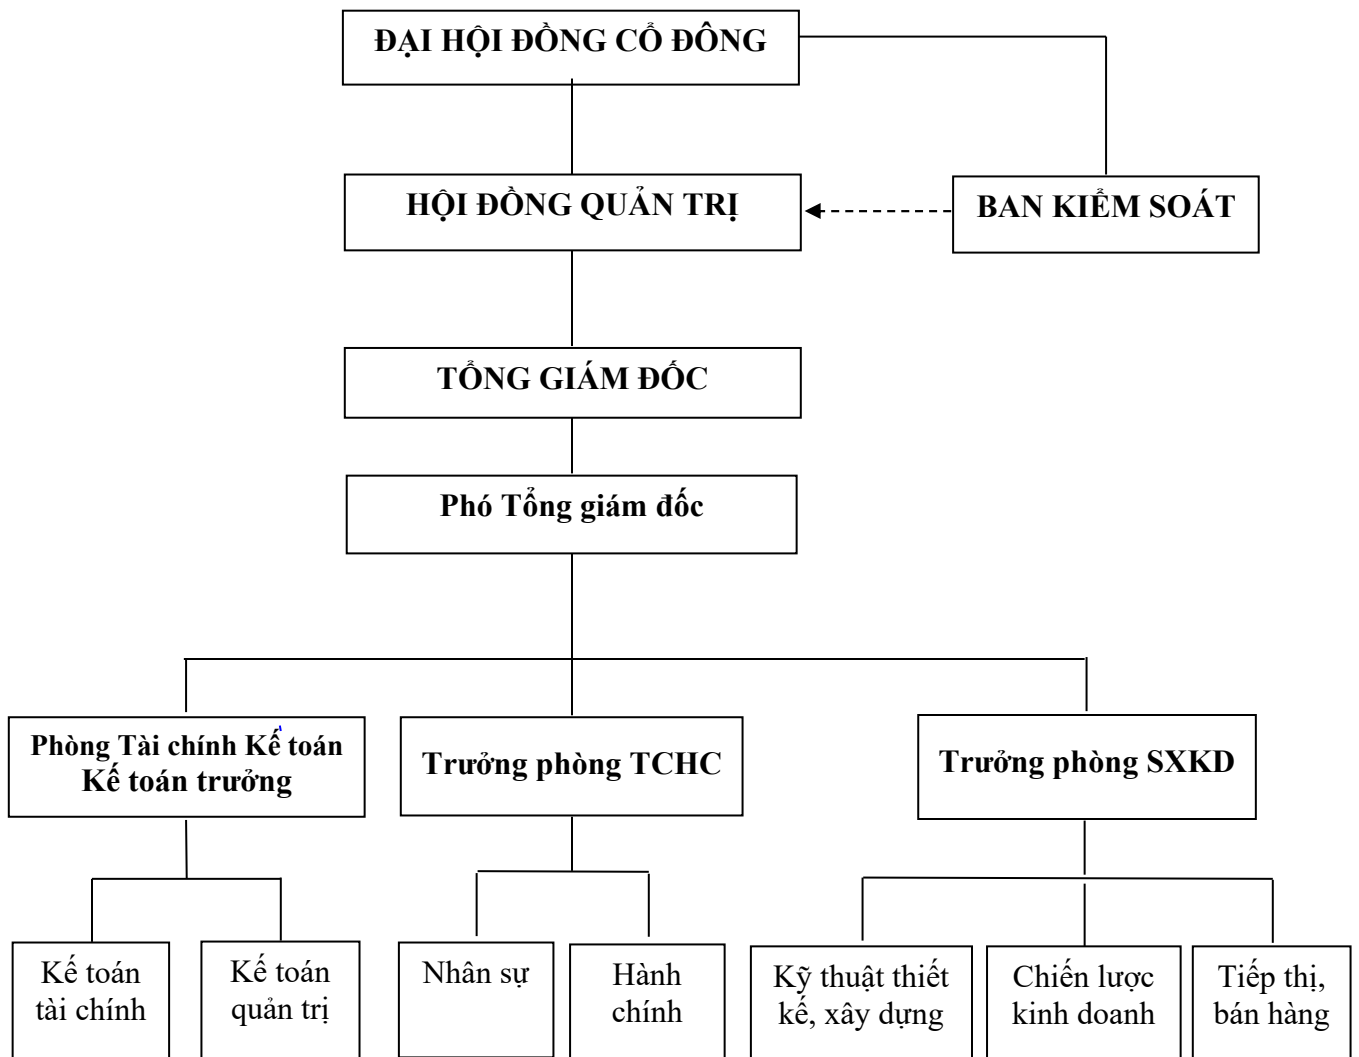 ĐẠI HỘI ĐỒNG CỔ ĐÔNG
HỘI ĐỒNG QUẢN TRỊ
BAN KIỂM SOÁT
TỔNG GIÁM ĐỐC
Phó Tổng giám đốc
Phòng Tài chính Kế toán
Kế toán trưởng
Trưởng phòng TCHC
Trưởng phòng SXKD
Kế toán
tài chính
Kế toán
quản trị
Nhân sự
Hành
chính
Kỹ thuật thiết
kế, xây dựng
Chiến lược
kinh doanh
Tiếp thị,
bán hàng